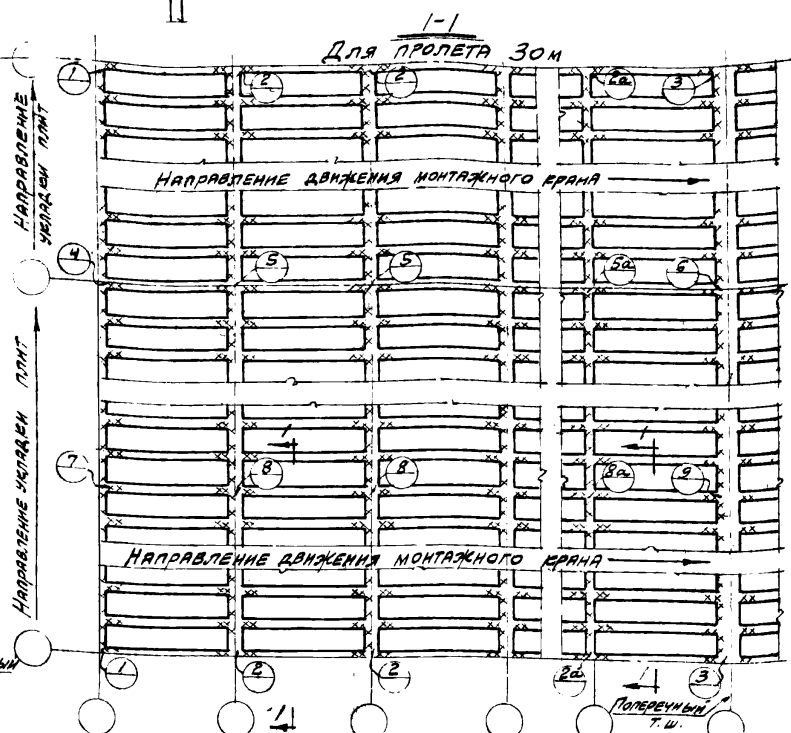 1-1
Для пролета 30м
1 2 2 2а 3
Направление
укладки плит
Направление движения монтажного крана
4 5 5 5а 6
Направление укладки плит
1 1
7 8 8 8а 9
Направление движения монтажного крана
ный
1 2 2 2а 1 3
1
Поперечный
т.ш.